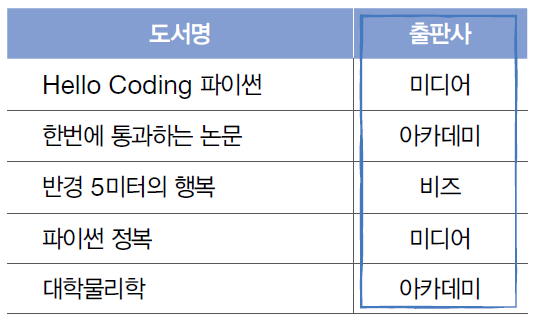 도서명 출판사
Hello Coding 파이썬 미디어
한번에 통과하는 논문 아카데미
반경 5미터의 행복 비즈
파이썬 정복 미디어
대학물리학 아카데미